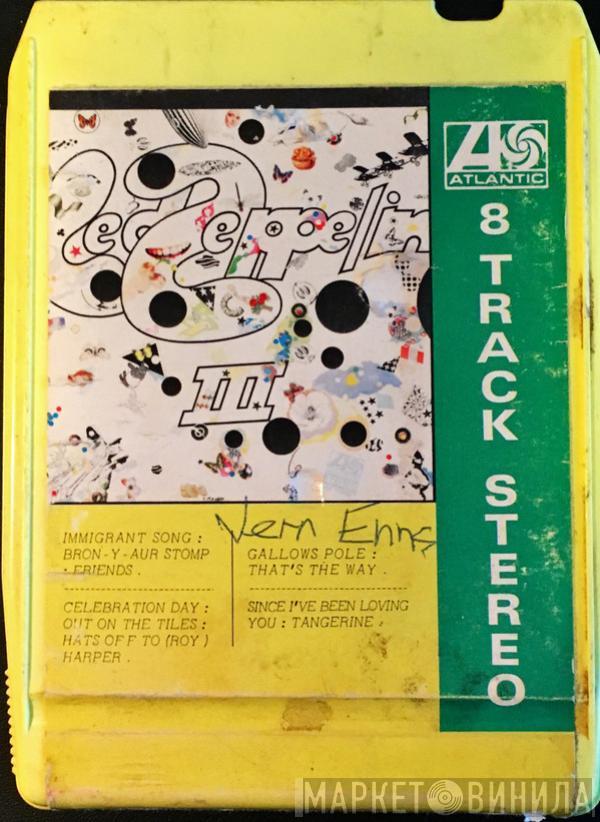 Led Zeppelin
III
ATLANTIC
8 TRACK STEREO
Vern Enns
IMMIGRANT SONG :
BRON-Y-AUR STOMP
: FRIENDS .
CELEBRATION DAY :
OUT ON THE TILES :
HATS OFF TO (ROY)
HARPER .
GALLOWS POLE :
THAT'S THE WAY .
SINCE I'VE BEEN LOVING
YOU : TANGERINE .
МАРКЕТ ВИНИЛА